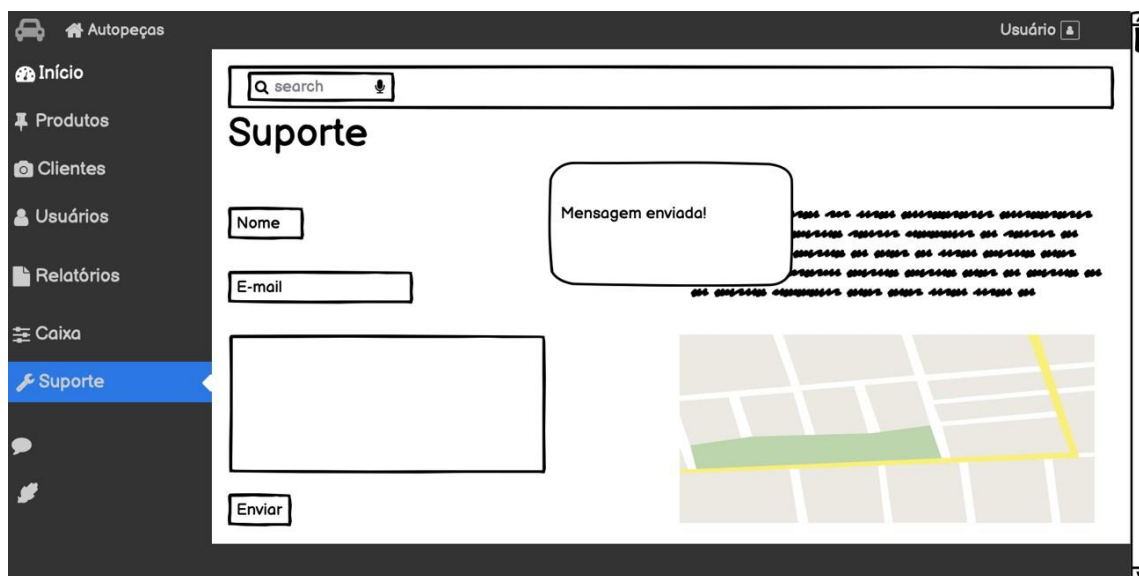 Autopeças
Usuário
Início
Produtos
Clientes
Usuários
Relatórios
Caixa
Suporte
search
Suporte
Nome
E-mail
Enviar
Mensagem enviada!